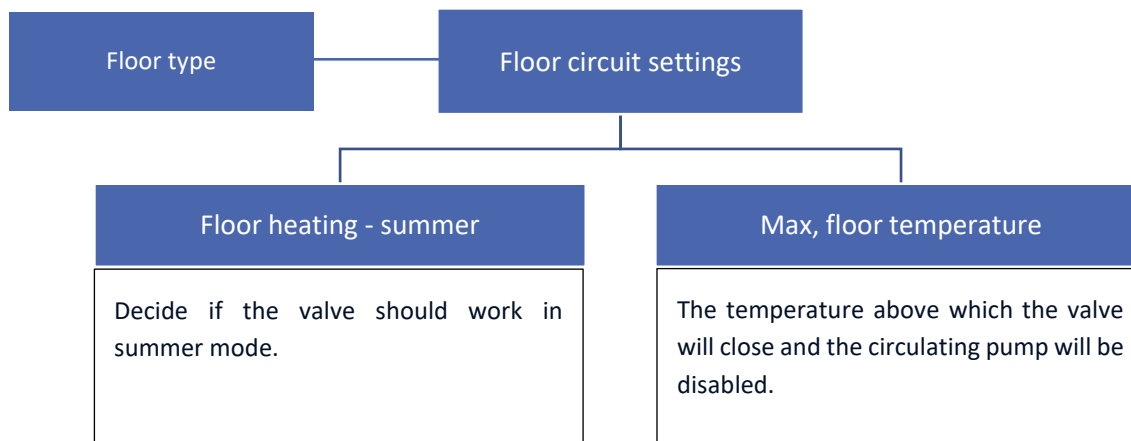 Floor type
Floor circuit settings
Floor heating - summer
Decide if the valve should work in
summer mode.
Max, floor temperature
The temperature above which the valve
will close and the circulating pump will be
disabled.